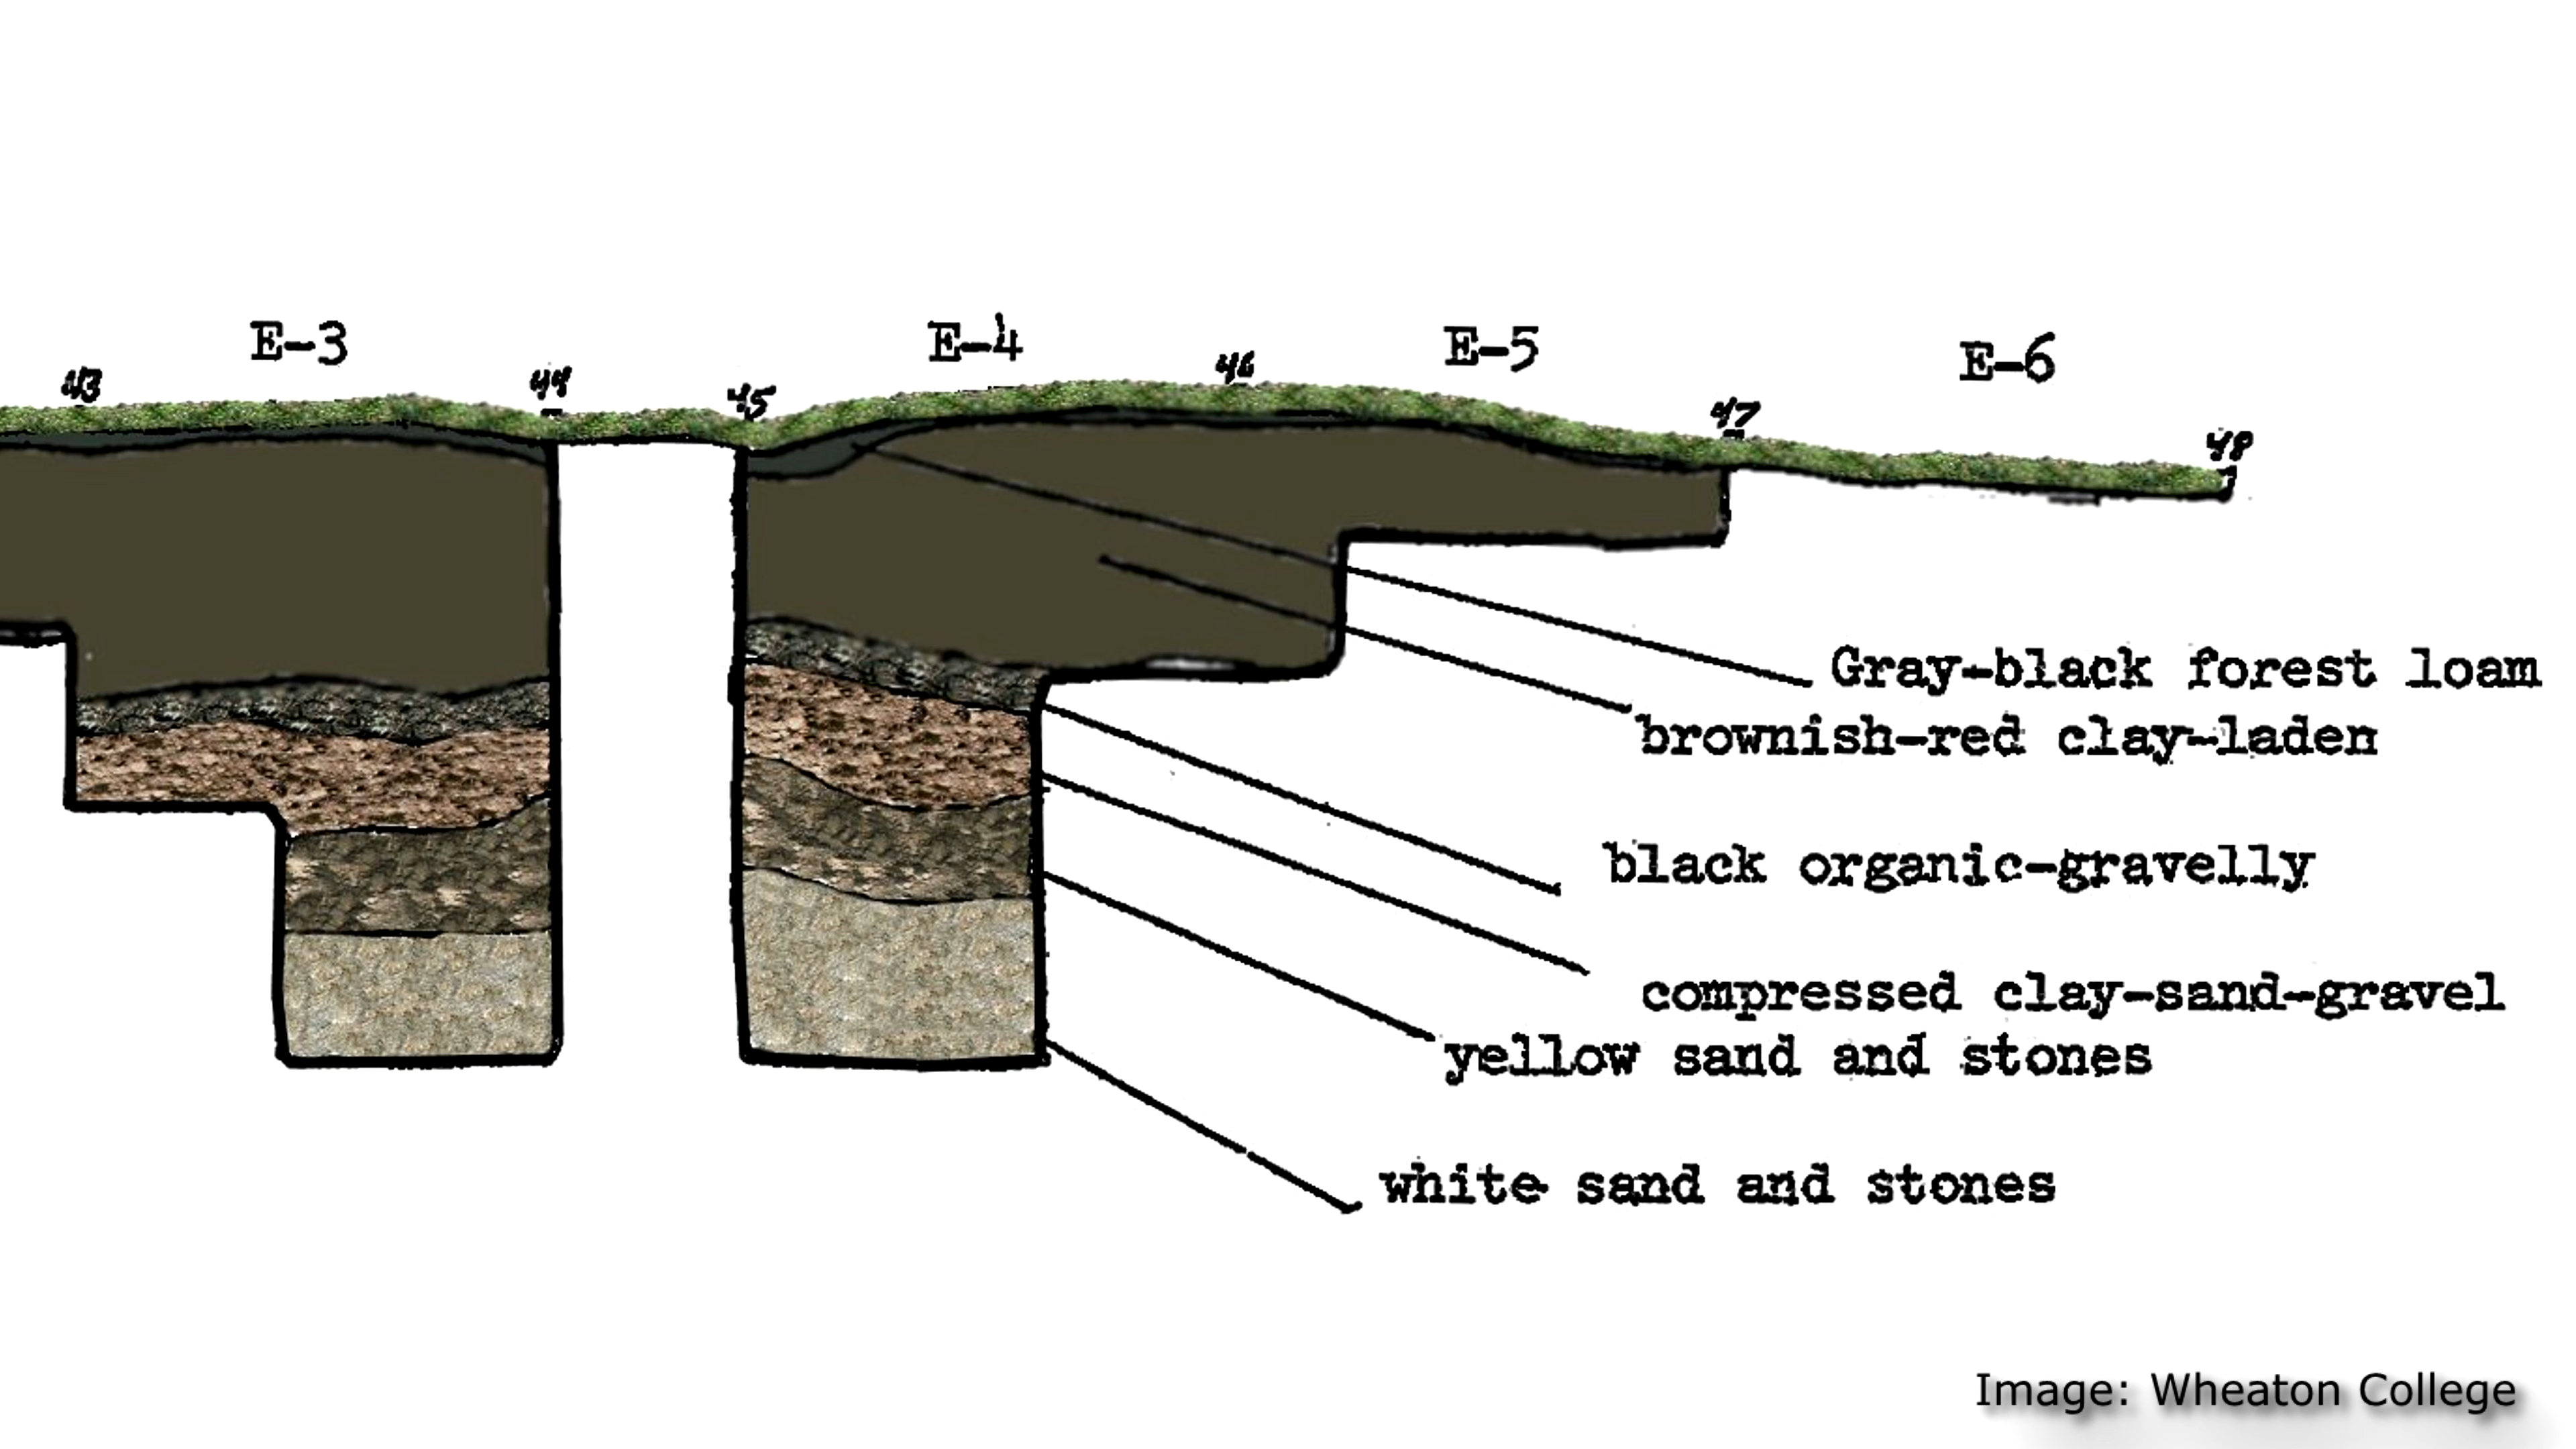 E-3
E-4
E-5
E-6
43
44
45
46
47
48
Gray-black forest loam
brownish-red clay-laden
black organic-gravelly
compressed clay-sand-gravel
yellow sand and stones
white sand and stones
Image: Wheaton College